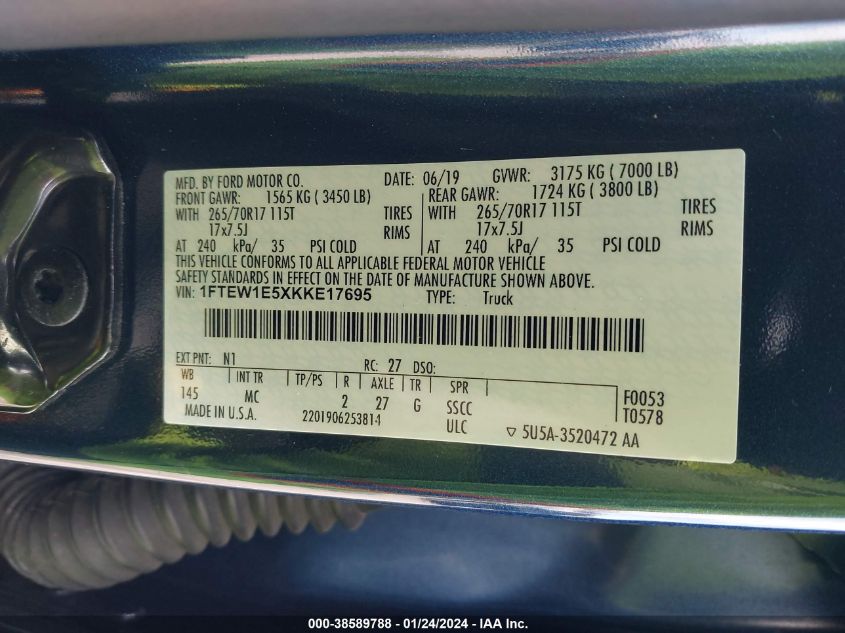 MFD. BY FORD MOTOR CO. DATE: 06/19 GVWR: 3175 KG ( 7000 LB)
FRONT GAWR: 1565 KG ( 3450 LB) REAR GAWR: 1724 KG ( 3800 LB)
WITH 265/70R17 115T TIRES WITH 265/70R17 115T TIRES
17x7.5J RIMS 17x7.5J RIMS
AT 240 kPa/ 35 PSI COLD AT 240 kPa/ 35 PSI COLD
THIS VEHICLE CONFORMS TO ALL APPLICABLE FEDERAL MOTOR VEHICLE
SAFETY STANDARDS IN EFFECT ON THE DATE OF MANUFACTURE SHOWN ABOVE.
VIN: 1FTEW1E5XKKE17695 TYPE: Truck
EXT PNT: N1 RC: 27 DSO:
WB INT TR TP/PS R AXLE TR SPR F0053
145 MC 2 27 G SSCC T0578
MADE IN U.S.A. 2201906253814 ULC ▽ 5U5A-3520472 AA
000-38589788 - 01/24/2024 - IAA Inc.